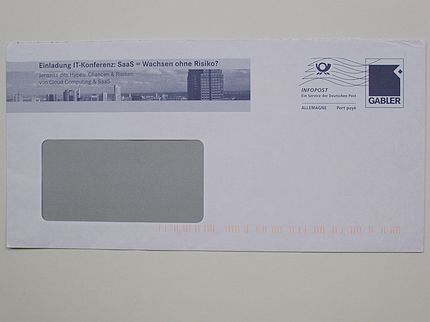 Einladung IT-Konferenz: SaaS = Wachsen ohne Risiko?
Jenseits des Hypes: Chancen & Risiken
von Cloud Computing & SaaS
INFOPOST
Ein Service der Deutschen Post
ALLEMAGNE Port payé
GABLER